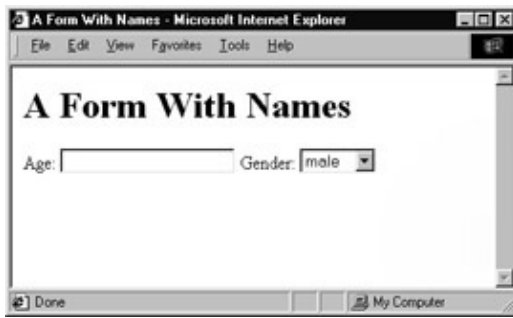 A Form With Names - Microsoft Internet Explorer
File Edit View Favorites Tools Help
A Form With Names
Age: Gender: male
Done My Computer